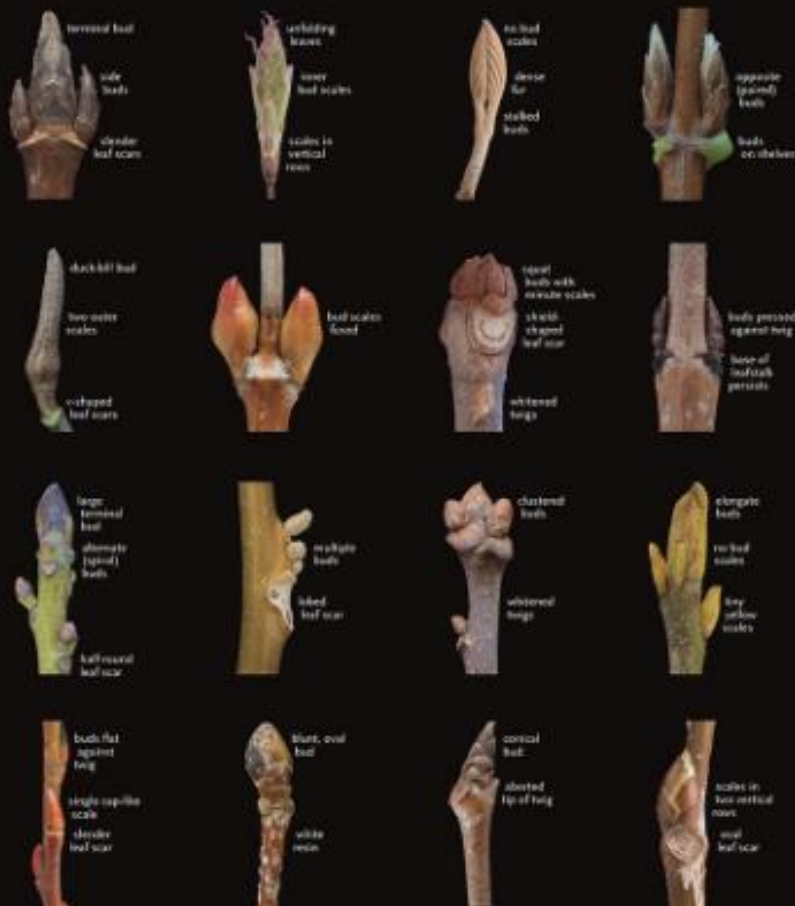 terminal bud
side
buds
slender
leaf scars
unfolding
leaves
inner
bud scales
scales in
vertical
rows
no bud
scales
dense
fur
stalked
buds
opposite
(paired)
buds
buds
on shelves
duckbill bud
two outer
scales
v-shaped
leaf scars
bud scales
fused
squat
buds with
minute scales
shield-
shaped
leaf scar
whitened
twigs
buds pressed
against twig
base of
leafstalk
persists
large
terminal
bud
alternate
(spiral)
buds
half-round
leaf scar
multiple
buds
lobed
leaf scar
clustered
buds
whitened
twigs
elongate
buds
no bud
scales
tiny
yellow
scales
buds flat
against
twig
single cap-like
scale
slender
leaf scar
blunt, oval
bud
white
resin
conical
bud
aborted
tip of twig
scales in
two vertical
rows
oval
leaf scar